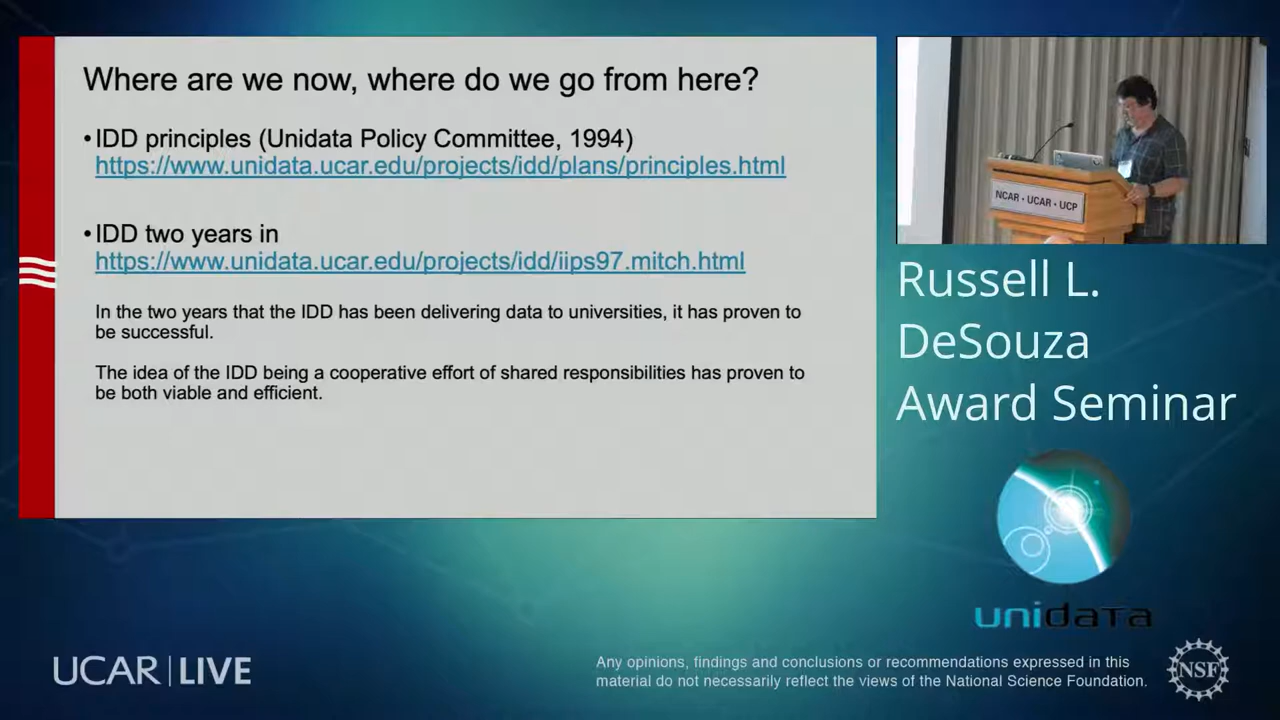 Where are we now, where do we go from here?
•IDD principles (Unidata Policy Committee, 1994)
https://www.unidata.ucar.edu/projects/idd/plans/principles.html
•IDD two years in
https://www.unidata.ucar.edu/projects/idd/iips97.mitch.html
In the two years that the IDD has been delivering data to universities, it has proven to
be successful.
The idea of the IDD being a cooperative effort of shared responsibilities has proven to
be both viable and efficient.
NCAR • UCAR • UCP
Russell L.
DeSouza
Award Seminar
unidata
UCAR | LIVE
Any opinions, findings and conclusions or recommendations expressed in this
material do not necessarily reflect the views of the National Science Foundation.
NSF